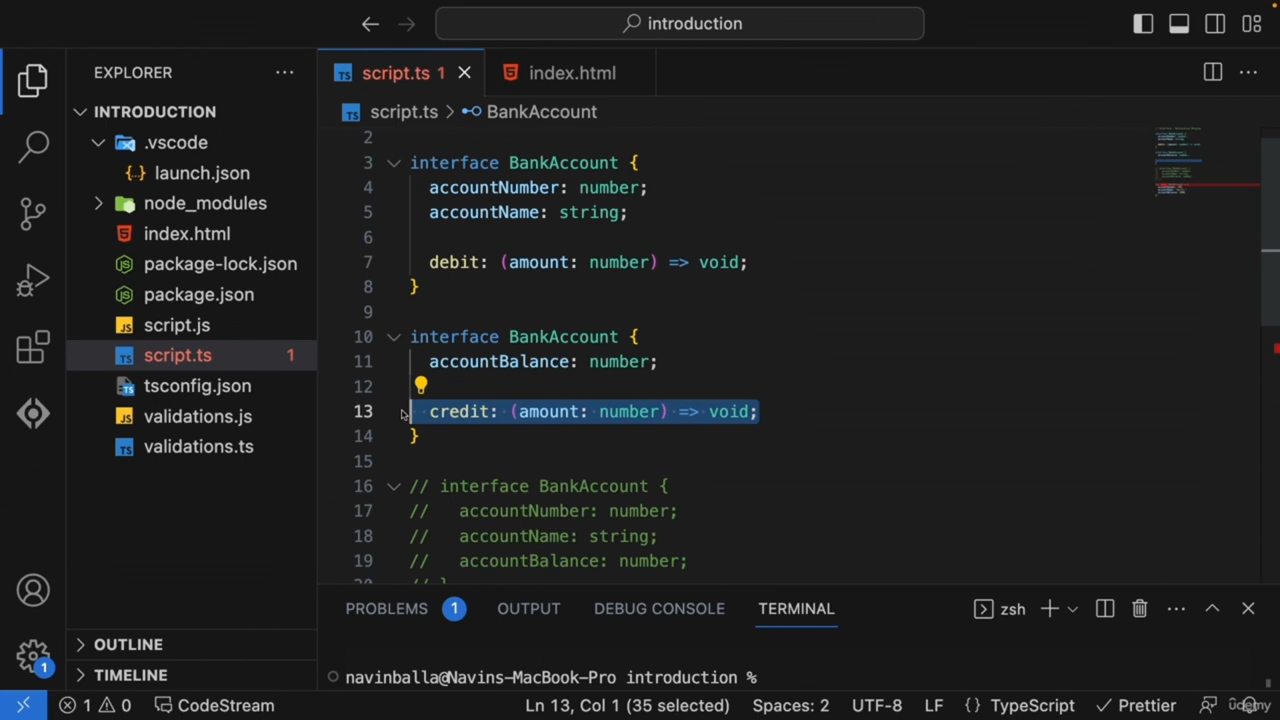 introduction
EXPLORER
script.ts 1
index.html
INTRODUCTION
script.ts > BankAccount
.vscode
launch.json
node_modules
index.html
package-lock.json
package.json
script.js
script.ts 1
tsconfig.json
validations.js
validations.ts
OUTLINE
TIMELINE
2
3 interface BankAccount {
4 accountNumber: number;
5 accountName: string;
6
7 debit: (amount: number) => void;
8 }
9
10 interface BankAccount {
11 accountBalance: number;
12
13 credit: (amount: number) => void;
14 }
15
16 // interface BankAccount {
17 // accountNumber: number;
18 // accountName: string;
19 // accountBalance: number;
20 // }
PROBLEMS 1 OUTPUT DEBUG CONSOLE TERMINAL zsh
navinballa@Navins-MacBook-Pro introduction %
1
1 0 CodeStream Ln 13, Col 1 (35 selected) Spaces: 2 UTF-8 LF {} TypeScript Prettier
udemy